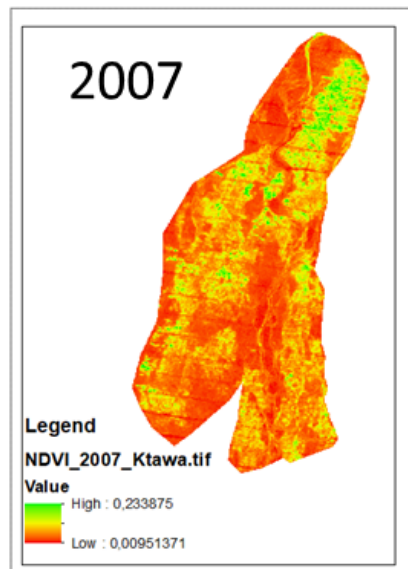 2007
Legend
NDVI_2007_Ktawa.tif
Value
High : 0,233875
Low : 0,00951371